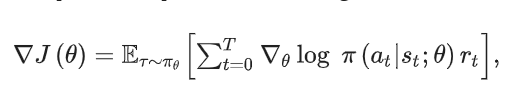 ∇J (θ) = 𝔼_{τ∼π_θ} [ ∑_{t=0}^{T} ∇_θ log π (a_t|s_t; θ) r_t ],